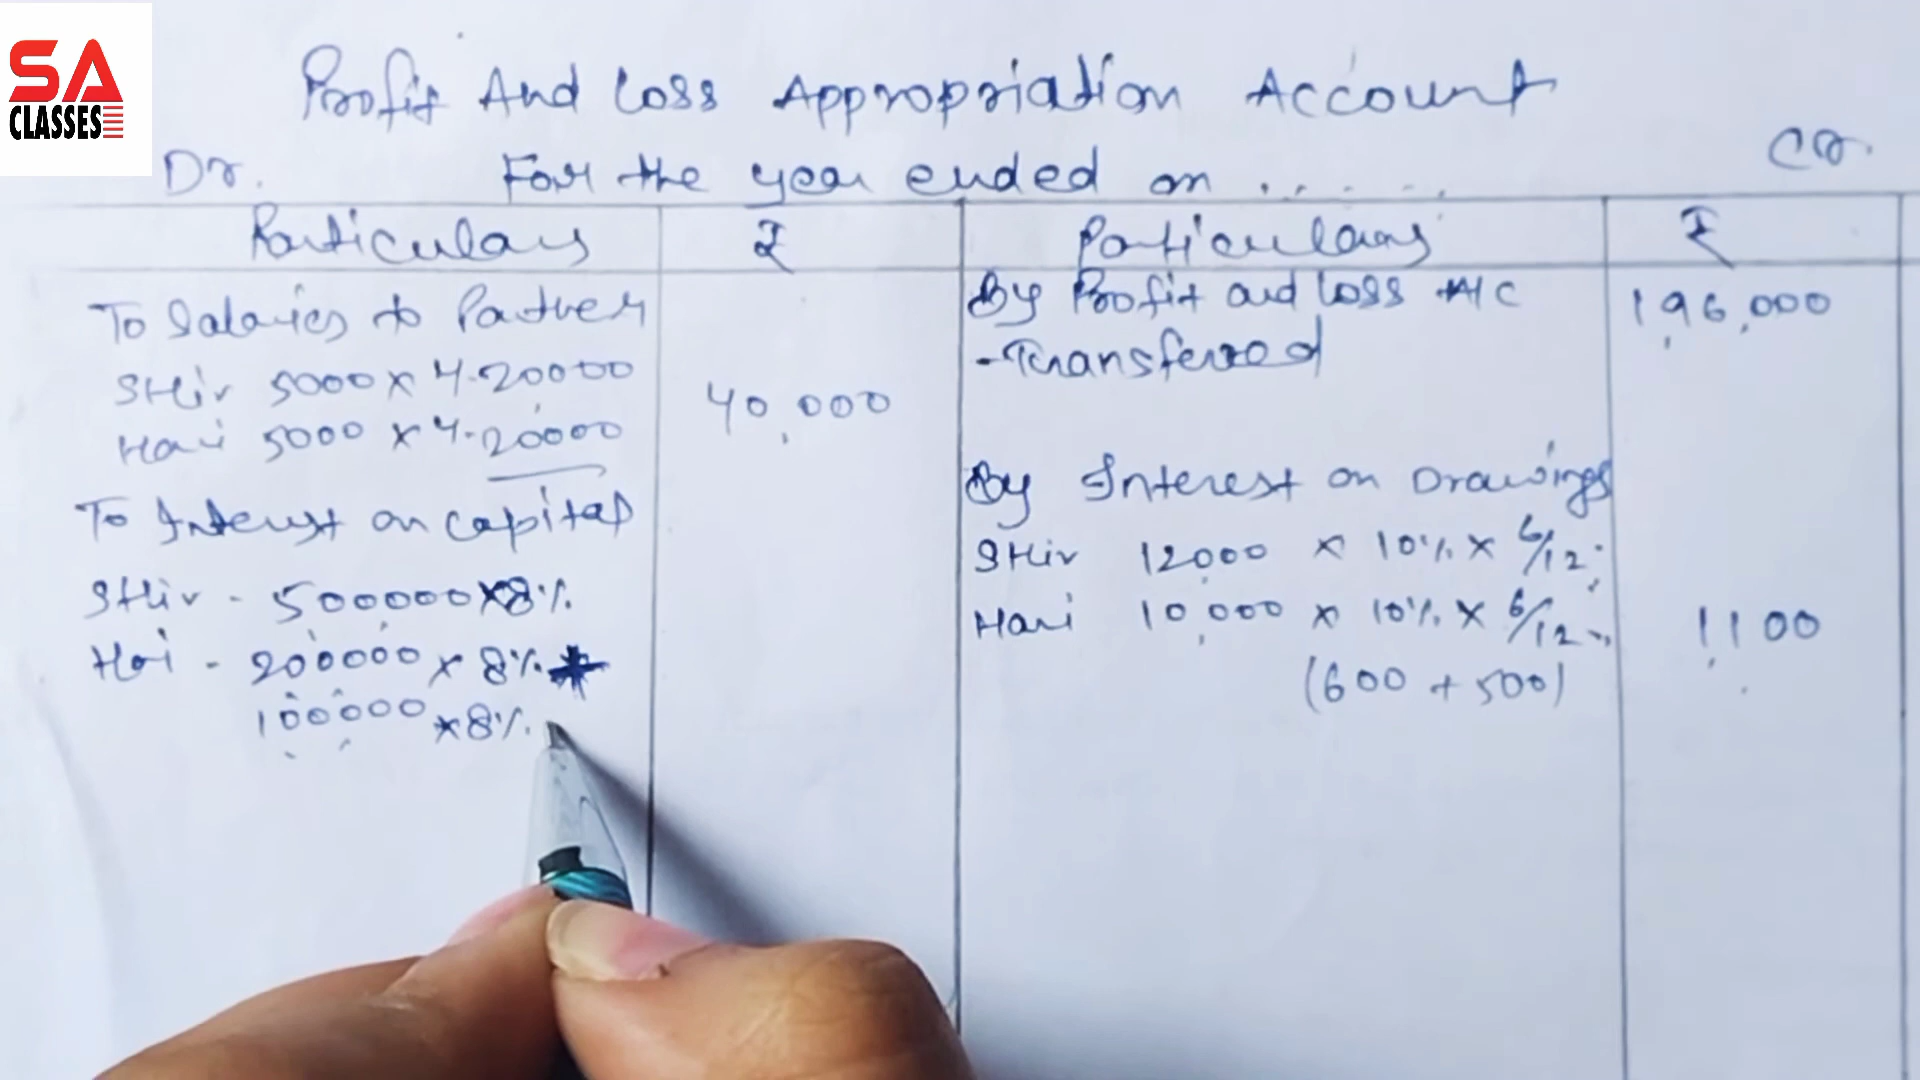 SA
CLASSES
Profit And Loss Appropriation Account
Dr. For the year ended on ...... Cr.
Particulars ₹ Particulars ₹
To Salaries to Partner
SHiv 5000 x 4. 20000
Hari 5000 x 4. 20000
40,000
To Interest on Capital
SHiv - 500000 x 8%
Hai - 200000 x 8%
100000 x 8%
By Profit and Loss A/C 196,000
- Transferred
By Interest on Drawings
SHiv 12000 x 10% x 6/12
Hari 10,000 x 10% x 6/12 1100
(600 + 500)